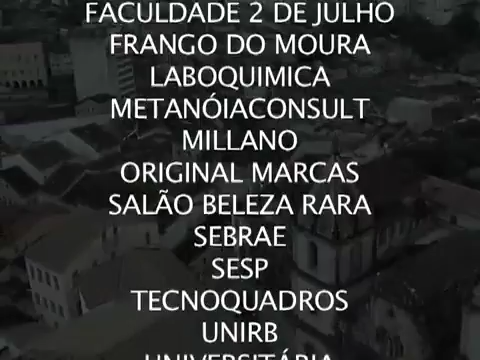 FACULDADE 2 DE JULHO
FRANGO DO MOURA
LABOQUIMICA
METANÓIACONSULT
MILLANO
ORIGINAL MARCAS
SALÃO BELEZA RARA
SEBRAE
SESP
TECNOQUADROS
UNIRB
UNIVERSITÁRIA